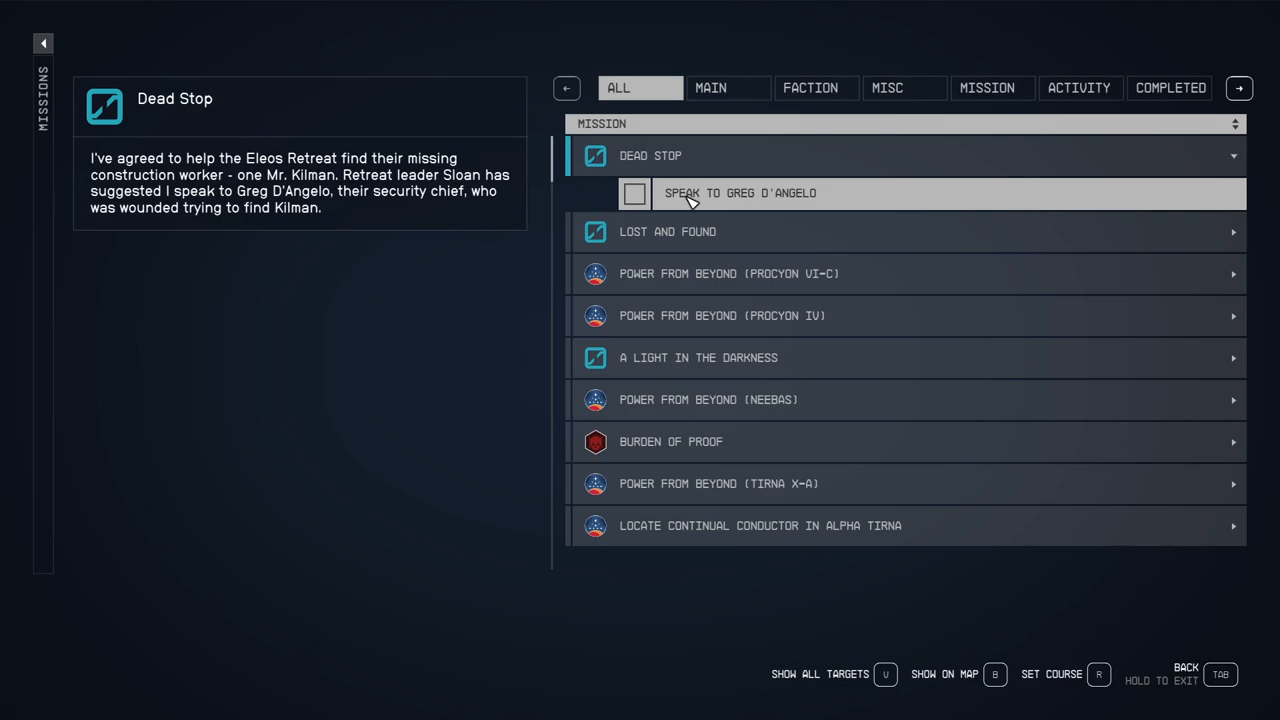 MISSIONS
Dead Stop
I've agreed to help the Eleos Retreat find their missing
construction worker - one Mr. Kilman. Retreat leader Sloan has
suggested I speak to Greg D'Angelo, their security chief, who
was wounded trying to find Kilman.
ALL MAIN FACTION MISC MISSION ACTIVITY COMPLETED
MISSION
DEAD STOP
SPEAK TO GREG D'ANGELO
LOST AND FOUND
POWER FROM BEYOND (PROCYON VI-C)
POWER FROM BEYOND (PROCYON IV)
A LIGHT IN THE DARKNESS
POWER FROM BEYOND (NEEBAS)
BURDEN OF PROOF
POWER FROM BEYOND (TIRNA X-A)
LOCATE CONTINUAL CONDUCTOR IN ALPHA TIRNA
SHOW ALL TARGETS V SHOW ON MAP B SET COURSE R BACK TAB
HOLD TO EXIT